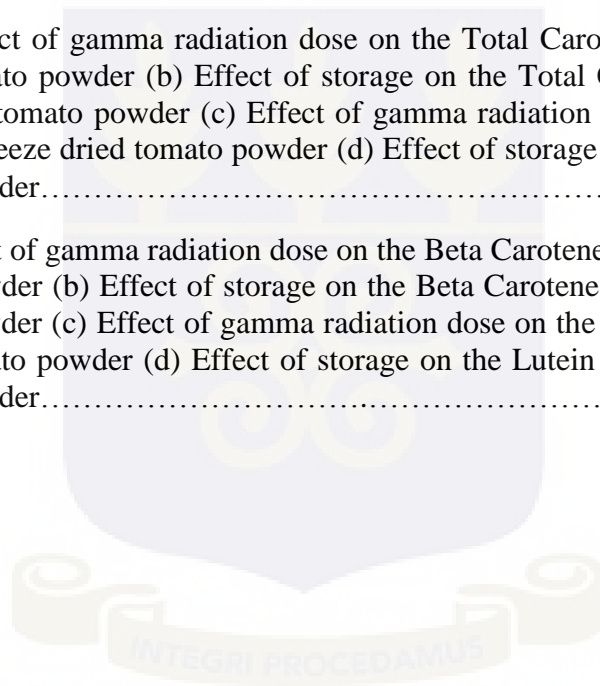 ct of gamma radiation dose on the Total Caro
ato powder (b) Effect of storage on the Total C
tomato powder (c) Effect of gamma radiation
eeze dried tomato powder (d) Effect of storage
der……………………………………………………
t of gamma radiation dose on the Beta Carotene
der (b) Effect of storage on the Beta Carotene
der (c) Effect of gamma radiation dose on the
ato powder (d) Effect of storage on the Lutein
der………………………….……………………
INTEGRI PROCEDAMUS